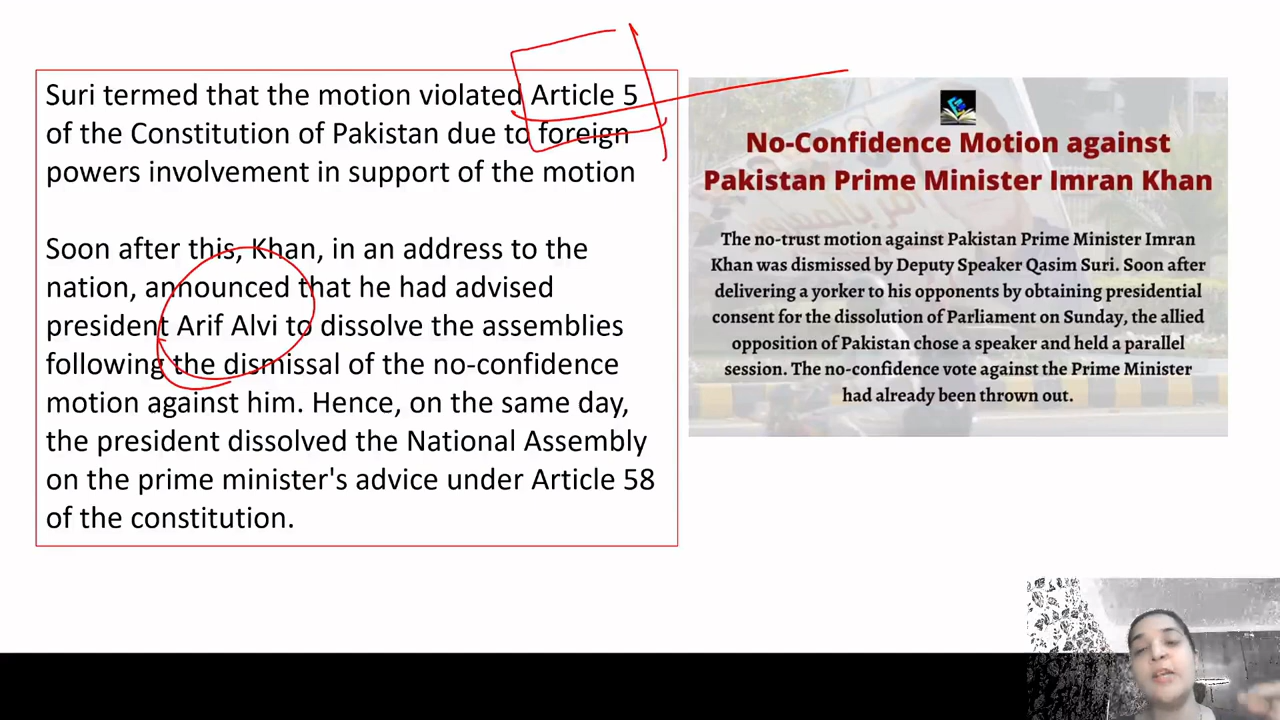 Suri termed that the motion violated Article 5
of the Constitution of Pakistan due to foreign
powers involvement in support of the motion
Soon after this, Khan, in an address to the
nation, announced that he had advised
president Arif Alvi to dissolve the assemblies
following the dismissal of the no-confidence
motion against him. Hence, on the same day,
the president dissolved the National Assembly
on the prime minister's advice under Article 58
of the constitution.
No-Confidence Motion against
Pakistan Prime Minister Imran Khan
The no-trust motion against Pakistan Prime Minister Imran
Khan was dismissed by Deputy Speaker Qasim Suri. Soon after
delivering a yorker to his opponents by obtaining presidential
consent for the dissolution of Parliament on Sunday, the allied
opposition of Pakistan chose a speaker and held a parallel
session. The no-confidence vote against the Prime Minister
had already been thrown out.